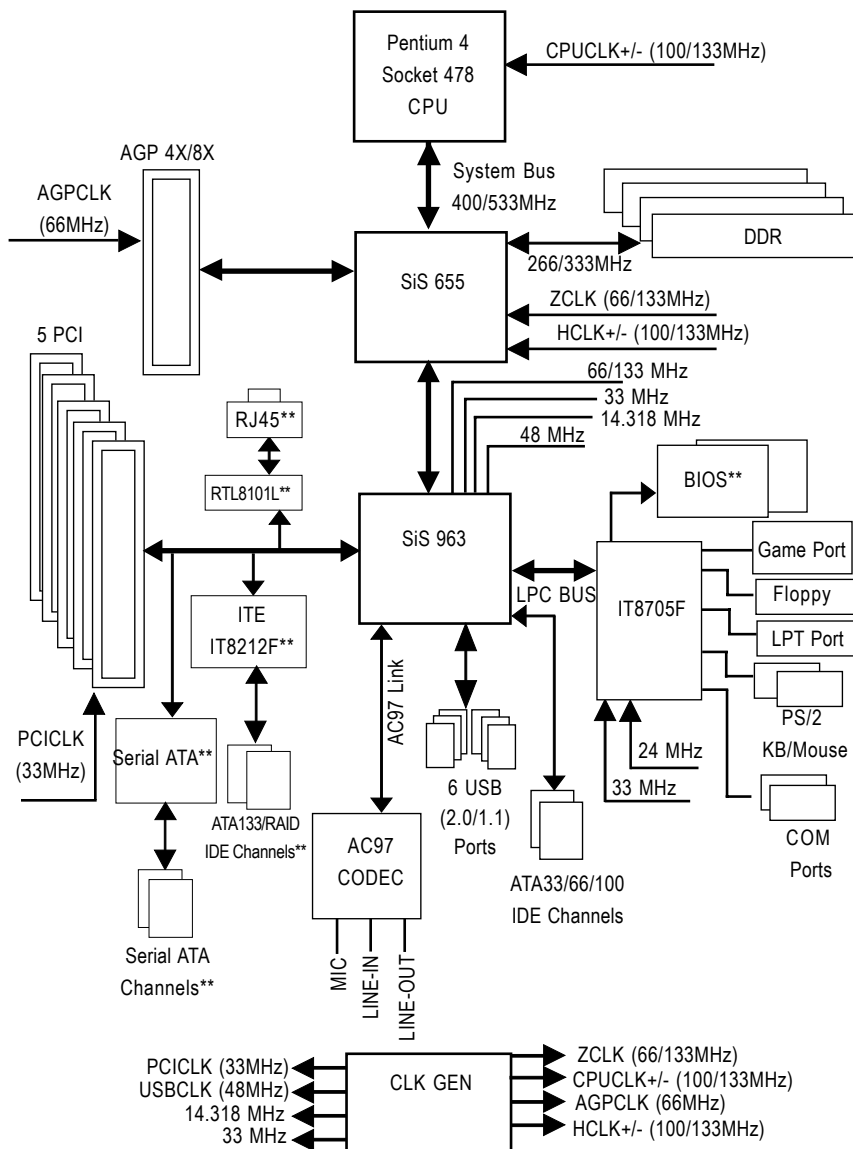 Pentium 4
Socket 478
CPU
CPUCLK+/- (100/133MHz)
AGP 4X/8X
System Bus
400/533MHz
AGPCLK
(66MHz)
DDR
266/333MHz
SiS 655
ZCLK (66/133MHz)
HCLK+/- (100/133MHz)
5 PCI
66/133 MHz
33 MHz
14.318 MHz
48 MHz
RJ45**
RTL8101L**
BIOS**
SiS 963
Game Port
LPC BUS
IT8705F
Floppy
LPT Port
ITE
IT8212F**
AC97 Link
PS/2
KB/Mouse
PCICLK
(33MHz)
Serial ATA**
24 MHz
33 MHz
6 USB
(2.0/1.1)
Ports
ATA133/RAID
IDE Channels**
AC97
CODEC
COM
Ports
ATA33/66/100
IDE Channels
Serial ATA
Channels**
MIC
LINE-IN
LINE-OUT
CLK GEN
PCICLK (33MHz)
USBCLK (48MHz)
14.318 MHz
33 MHz
ZCLK (66/133MHz)
CPUCLK+/- (100/133MHz)
AGPCLK (66MHz)
HCLK+/- (100/133MHz)